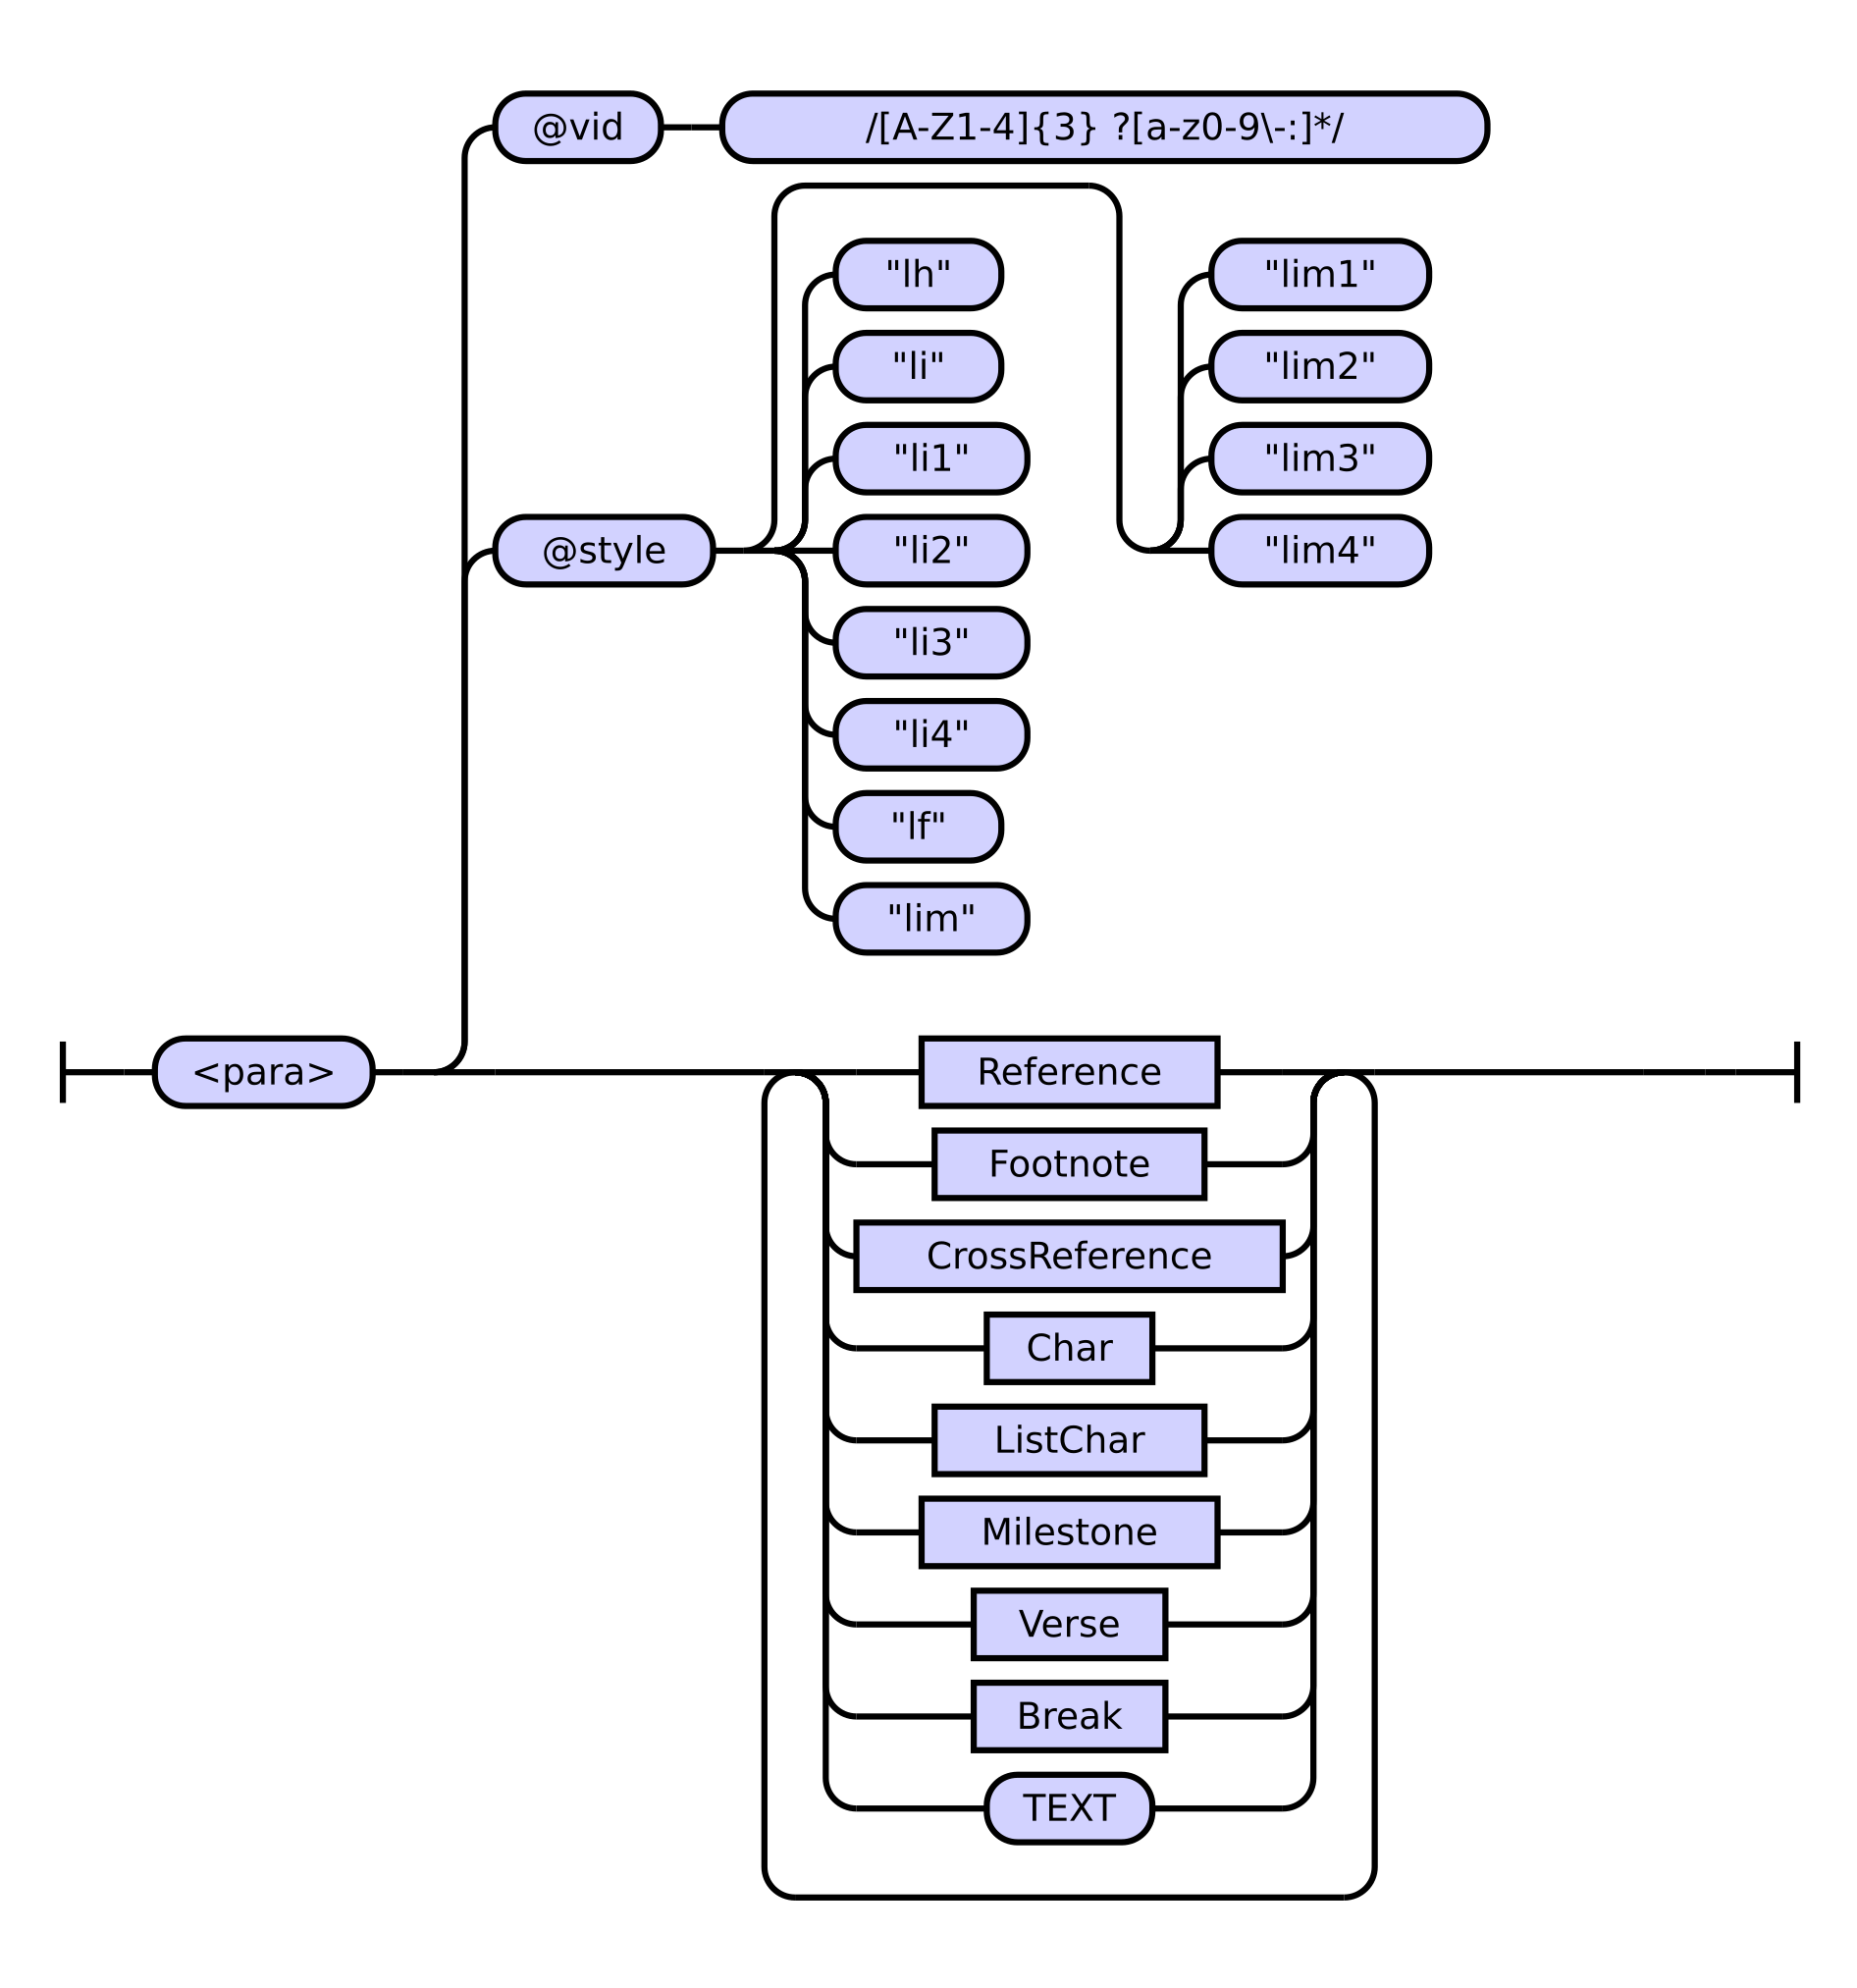 @vid
/[A-Z1-4]{3} ?[a-z0-9\-:]*/
@style
"lh"
"li"
"li1"
"li2"
"li3"
"li4"
"lf"
"lim"
"lim1"
"lim2"
"lim3"
"lim4"
<para>
Reference
Footnote
CrossReference
Char
ListChar
Milestone
Verse
Break
TEXT